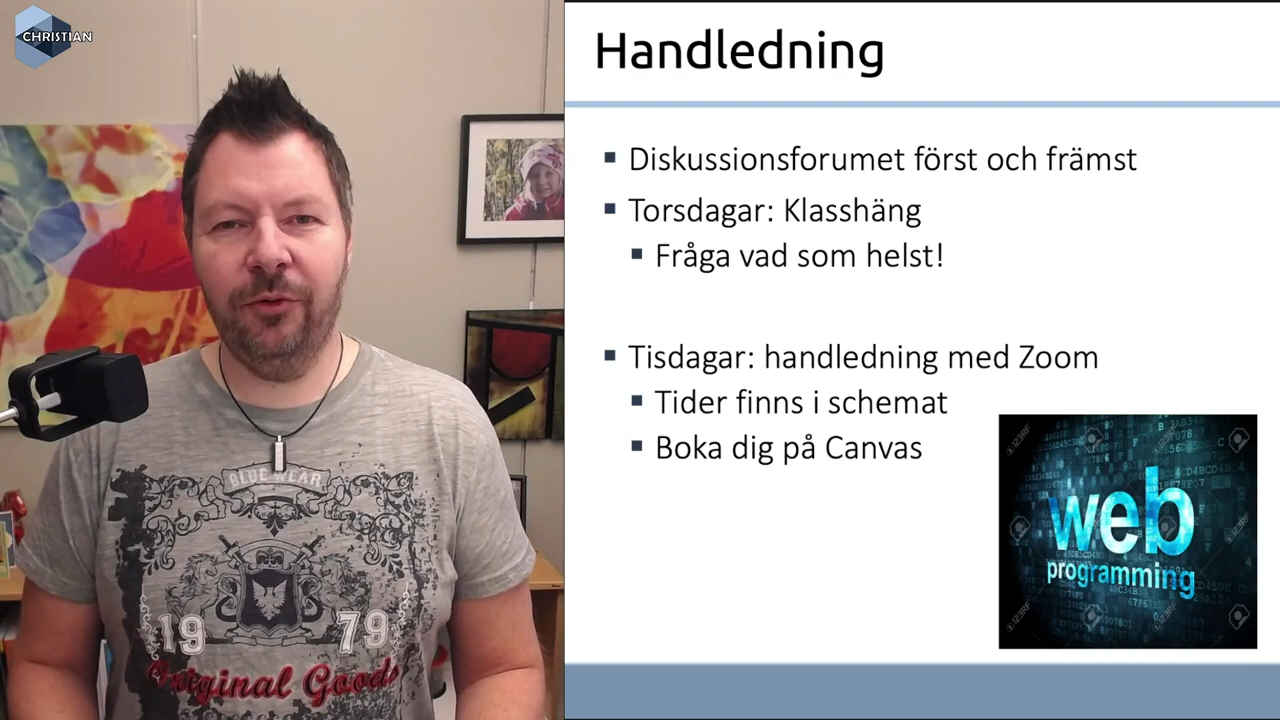 CHRISTIAN
Handledning
Diskussionsforumet först och främst
Torsdagar: Klasshäng
Fråga vad som helst!
Tisdagar: handledning med Zoom
Tider finns i schemat
Boka dig på Canvas
web
programming
BLUE WEAR
19 79
Original Goods